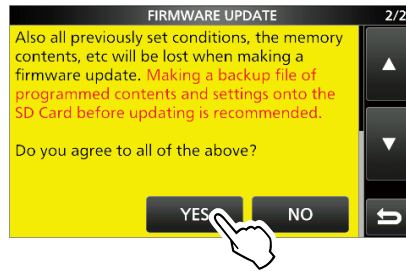 FIRMWARE UPDATE 2/2
Also all previously set conditions, the memory
contents, etc will be lost when making a
firmware update. Making a backup file of
programmed contents and settings onto the
SD Card before updating is recommended.
Do you agree to all of the above?
YES NO